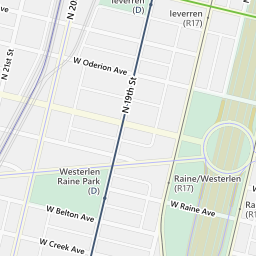 Ieverren
(D)
Ieverren
(R17)
N 20
N 21st St
W Oderion Ave
N-19th St
Westerlen
Raine Park
(D)
Raine/Westerlen
(R17)
W Belton Ave
W Raine Ave
W Creek Ave